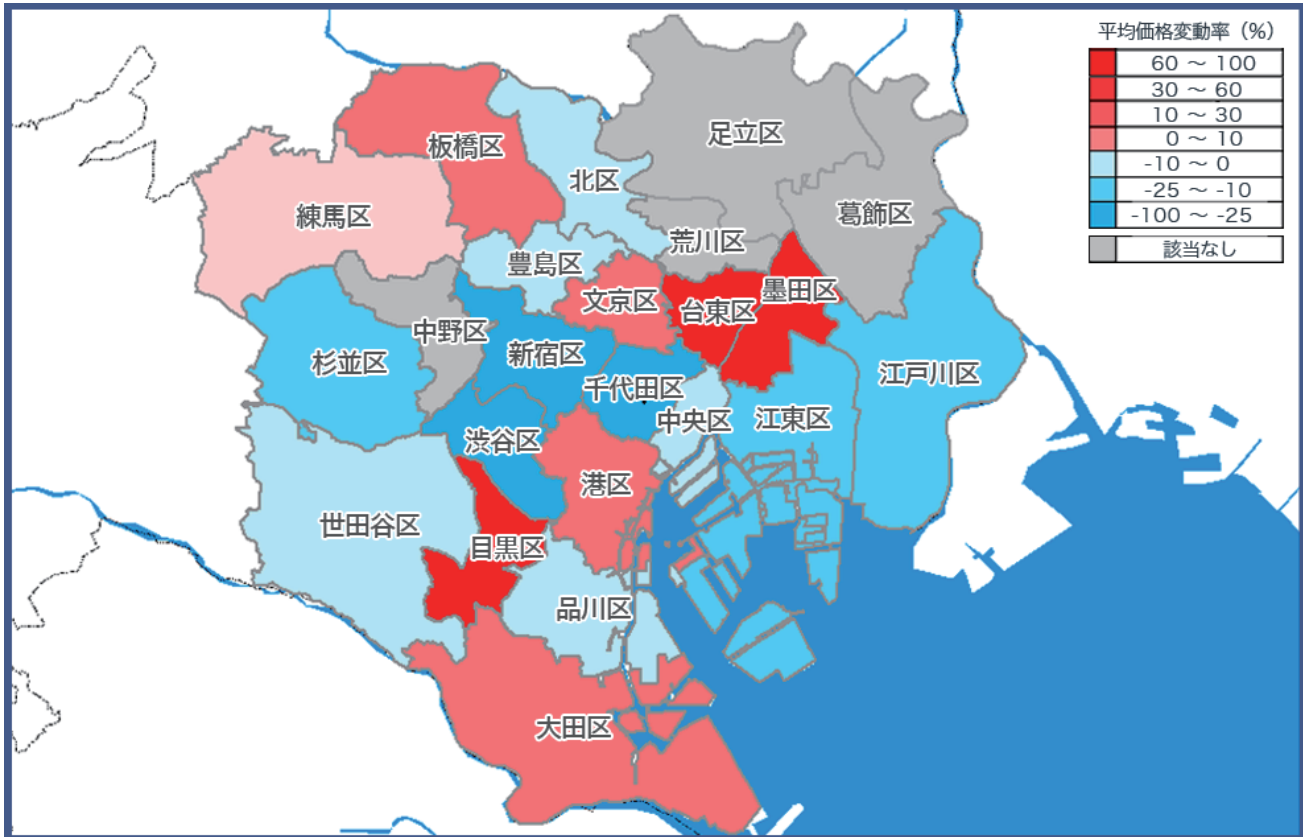 平均価格変動率（%）
60 ～ 100
30 ～ 60
10 ～ 30
0 ～ 10
-10 ～ 0
-25 ～ -10
-100 ～ -25
該当なし
足立区
板橋区
北区
練馬区
葛飾区
荒川区
豊島区
文京区
台東区
墨田区
中野区
杉並区
新宿区
千代田区
江戸川区
中央区
江東区
渋谷区
港区
世田谷区
目黒区
品川区
大田区